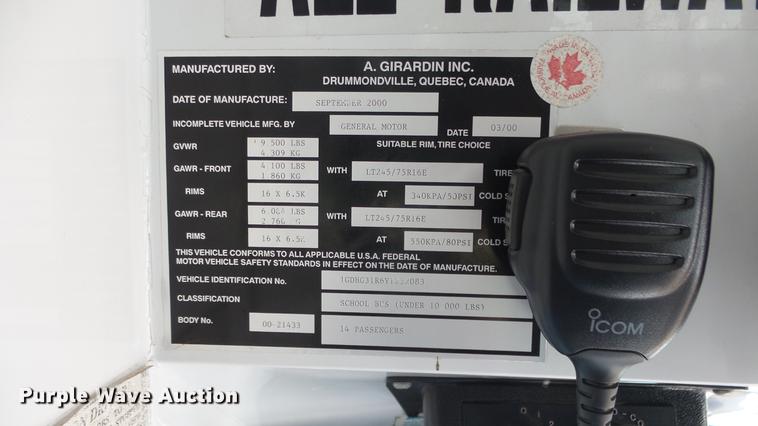 MANUFACTURED BY: A. GIRARDIN INC.
DRUMMONDVILLE, QUEBEC, CANADA
DATE OF MANUFACTURE: SEPTEMBER 2000
INCOMPLETE VEHICLE MFG. BY GENERAL MOTOR DATE 03/00
GVWR 9.500 LBS 4.309 KG SUITABLE RIM, TIRE CHOICE
GAWR - FRONT 4.100 LBS 1.860 KG WITH LT245/75R16E TIRE
RIMS 16 X 6.5K AT 340KPA/50PSI COLD
GAWR - REAR LBS WITH LT245/75R16E
RIMS 16 X 6.5K AT 550KPA/80PSI COLD
THIS VEHICLE CONFORMS TO ALL APPLICABLE U.S.A. FEDERAL
MOTOR VEHICLE SAFETY STANDARDS IN EFFECT ON THE DATE OF MANUFACTURE.
VEHICLE IDENTIFICATION No.
CLASSIFICATION SCHOOL BUS (UNDER 10 000 LBS)
BODY No. 00-21433 14 PASSENGERS
ICOM
Purple Wave Auction